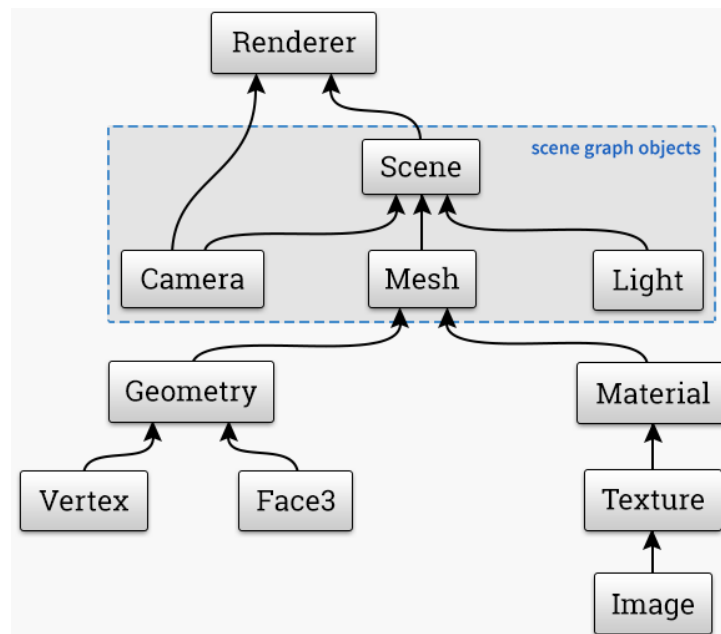 Renderer
scene graph objects
Scene
Camera
Mesh
Light
Geometry
Material
Vertex
Face3
Texture
Image